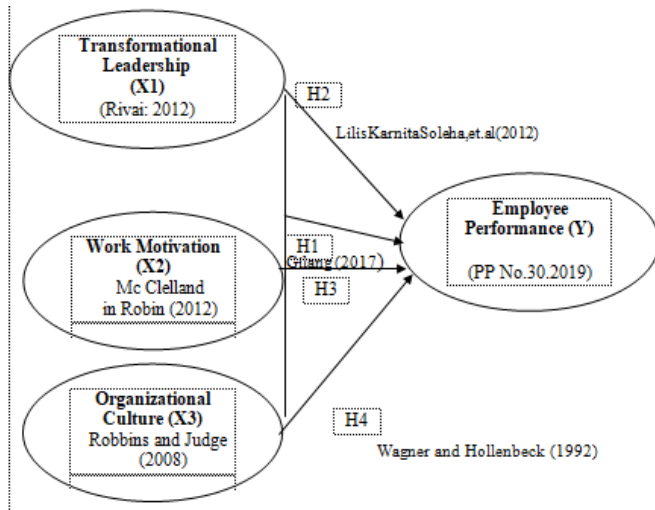 Transformational
Leadership
(X1)
(Rivai: 2012)
H2
LilisKarnitaSoleha,et.al(2012)
Employee
Performance (Y)
(PP No.30.2019)
Work Motivation
(X2)
Mc Clelland
in Robin (2012)
H1
(2017)
H3
Organizational
Culture (X3)
Robbins and Judge
(2008)
H4
Wagner and Hollenbeck (1992)